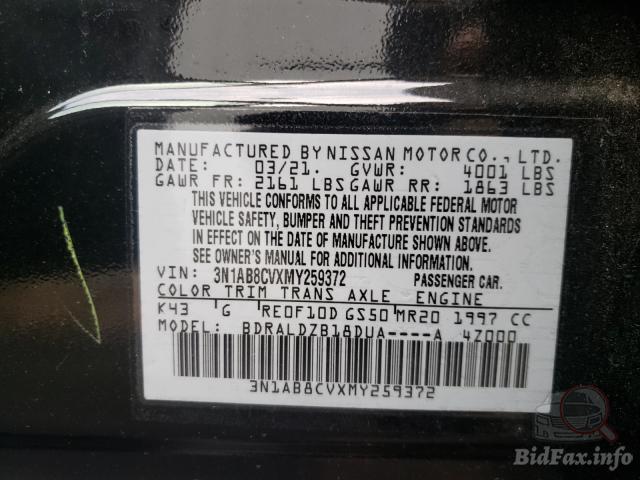 MANUFACTURED BY NISSAN MOTOR CO., LTD.
DATE: 03/21. GVWR: 4001 LBS
GAWR FR: 2161 LBS GAWR RR: 1863 LBS
THIS VEHICLE CONFORMS TO ALL APPLICABLE FEDERAL MOTOR
VEHICLE SAFETY, BUMPER AND THEFT PREVENTION STANDARDS
IN EFFECT ON THE DATE OF MANUFACTURE SHOWN ABOVE.
SEE OWNER'S MANUAL FOR ADDITIONAL INFORMATION.
VIN: 3N1AB8CVXMY259372 PASSENGER CAR.
COLOR TRIM TRANS AXLE ENGINE
K43 G RE0F10D GS50 MR20 1997 CC
MODEL: BDRALDZB18DUA----A 4Z000
3N1AB8CVXMY259372
BidFax.info